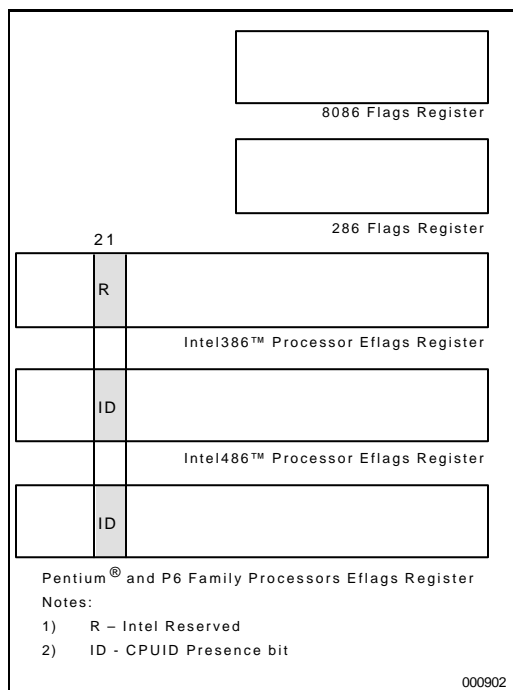 8086 Flags Register
286 Flags Register
21
R
Intel386™ Processor Eflags Register
ID
Intel486™ Processor Eflags Register
ID
Pentium® and P6 Family Processors Eflags Register
Notes:
1) R – Intel Reserved
2) ID - CPUID Presence bit
000902